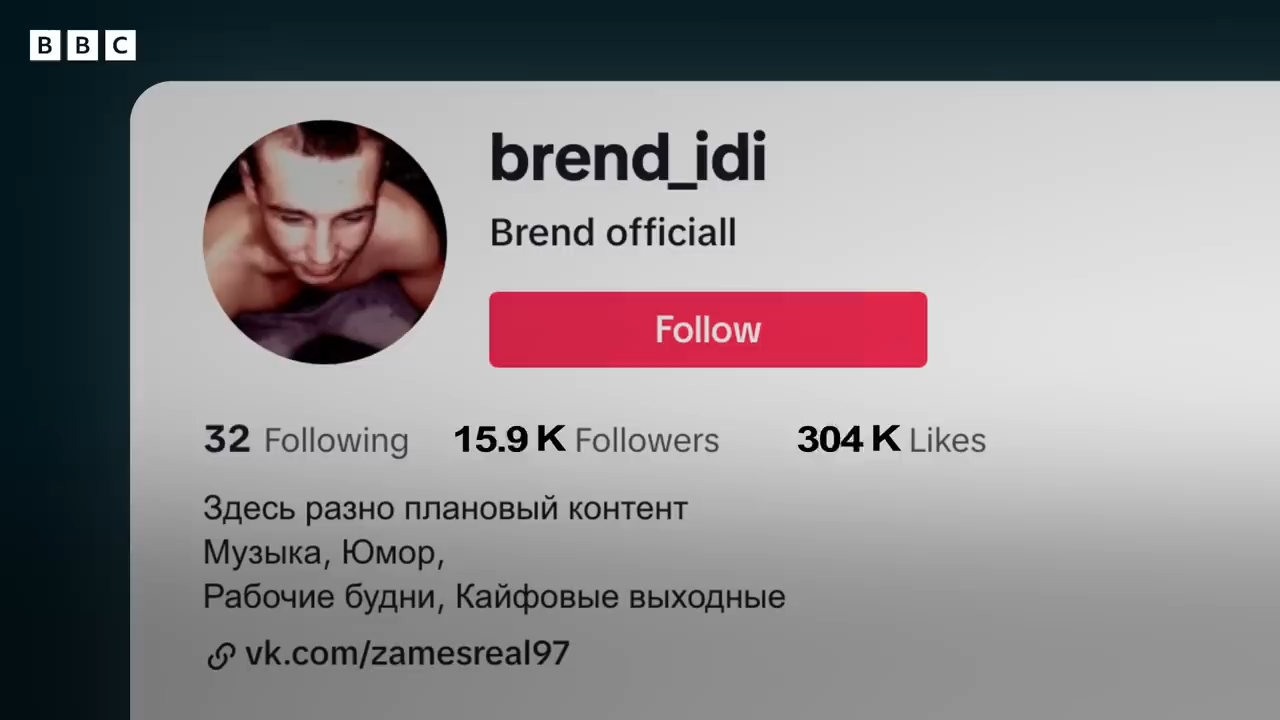 BBC
brend_idi
Brend officiall
Follow
32 Following 15.9 K Followers 304 K Likes
Здесь разно плановый контент
Музыка, Юмор,
Рабочие будни, Кайфовые выходные
vk.com/zamesreal97